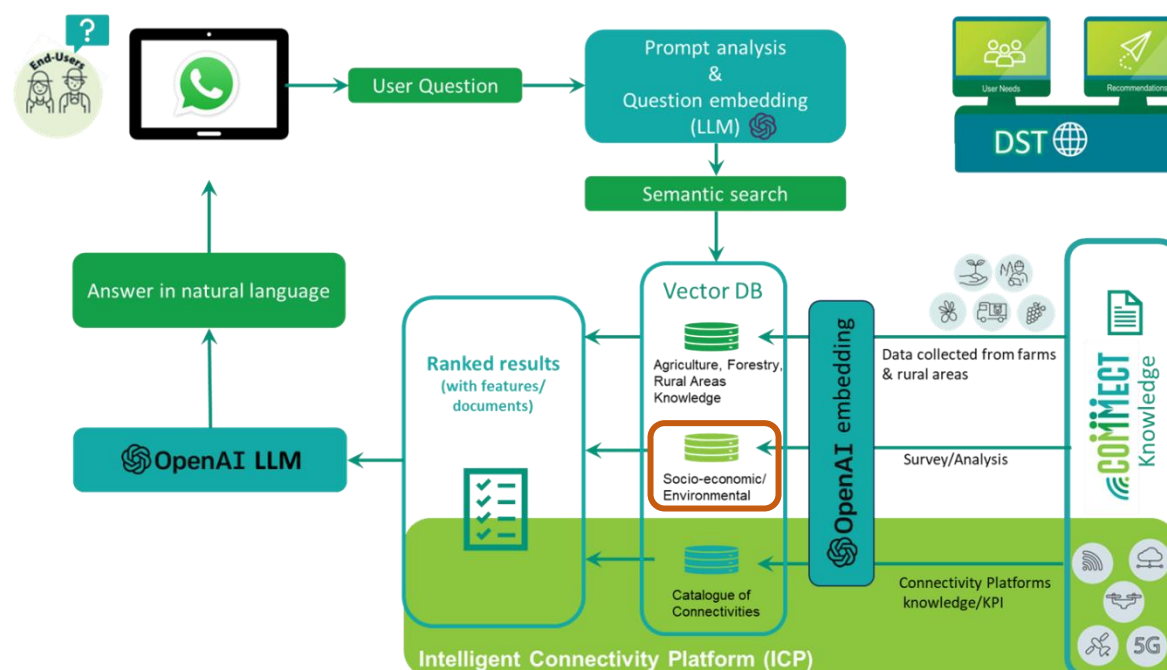 ?
End-Users
User Question
Prompt analysis
&
Question embedding
(LLM)
User Needs
Recommendations
DST
Semantic search
Answer in natural language
Vector DB
Ranked results
(with features/
documents)
Agriculture, Forestry,
Rural Areas
Knowledge
OpenAI embedding
Data collected from farms
& rural areas
COMMECT
Knowledge
OpenAI LLM
Socio-economic/
Environmental
Survey/Analysis
Catalogue of
Connectivities
Connectivity Platforms
knowledge/KPI
5G
Intelligent Connectivity Platform (ICP)